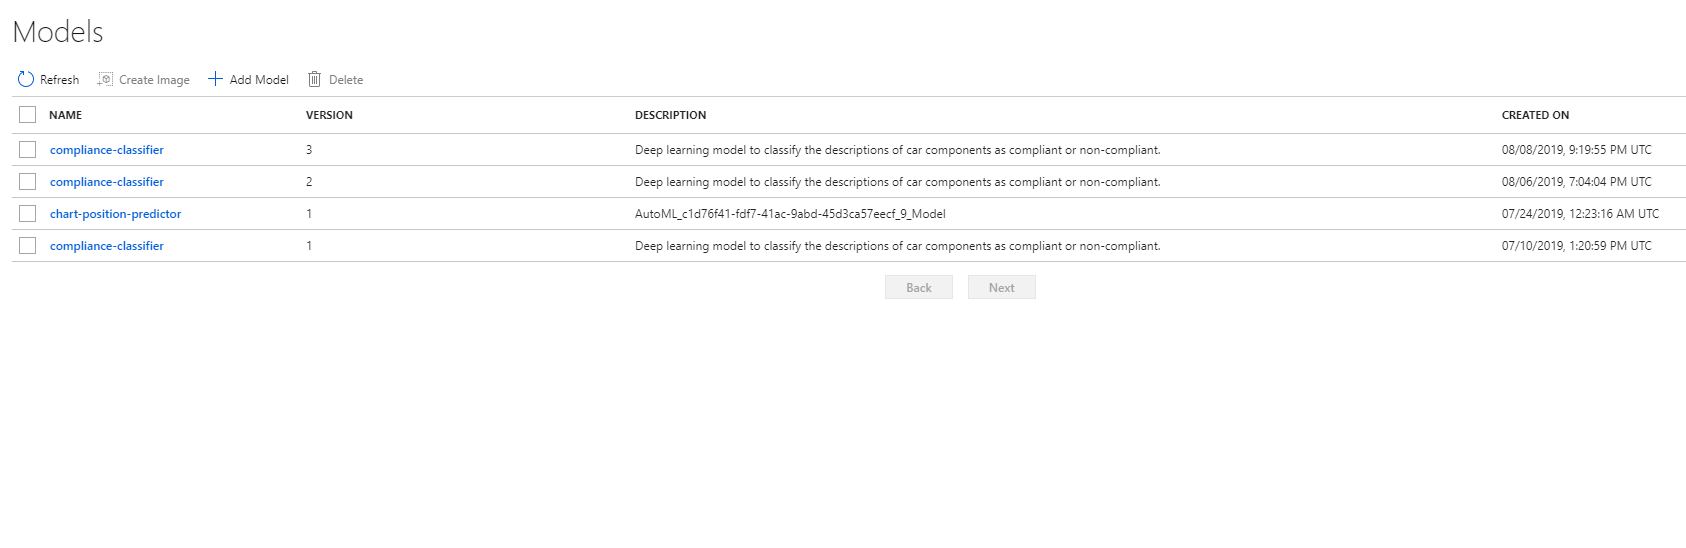 Models
Refresh Create Image Add Model Delete
NAME VERSION DESCRIPTION CREATED ON
compliance-classifier 3 Deep learning model to classify the descriptions of car components as compliant or non-compliant. 08/08/2019, 9:19:55 PM UTC
compliance-classifier 2 Deep learning model to classify the descriptions of car components as compliant or non-compliant. 08/06/2019, 7:04:04 PM UTC
chart-position-predictor 1 AutoML_c1d76f41-fdf7-41ac-9abd-45d3ca57eecf_9_Model 07/24/2019, 12:23:16 AM UTC
compliance-classifier 1 Deep learning model to classify the descriptions of car components as compliant or non-compliant. 07/10/2019, 1:20:59 PM UTC
Back Next